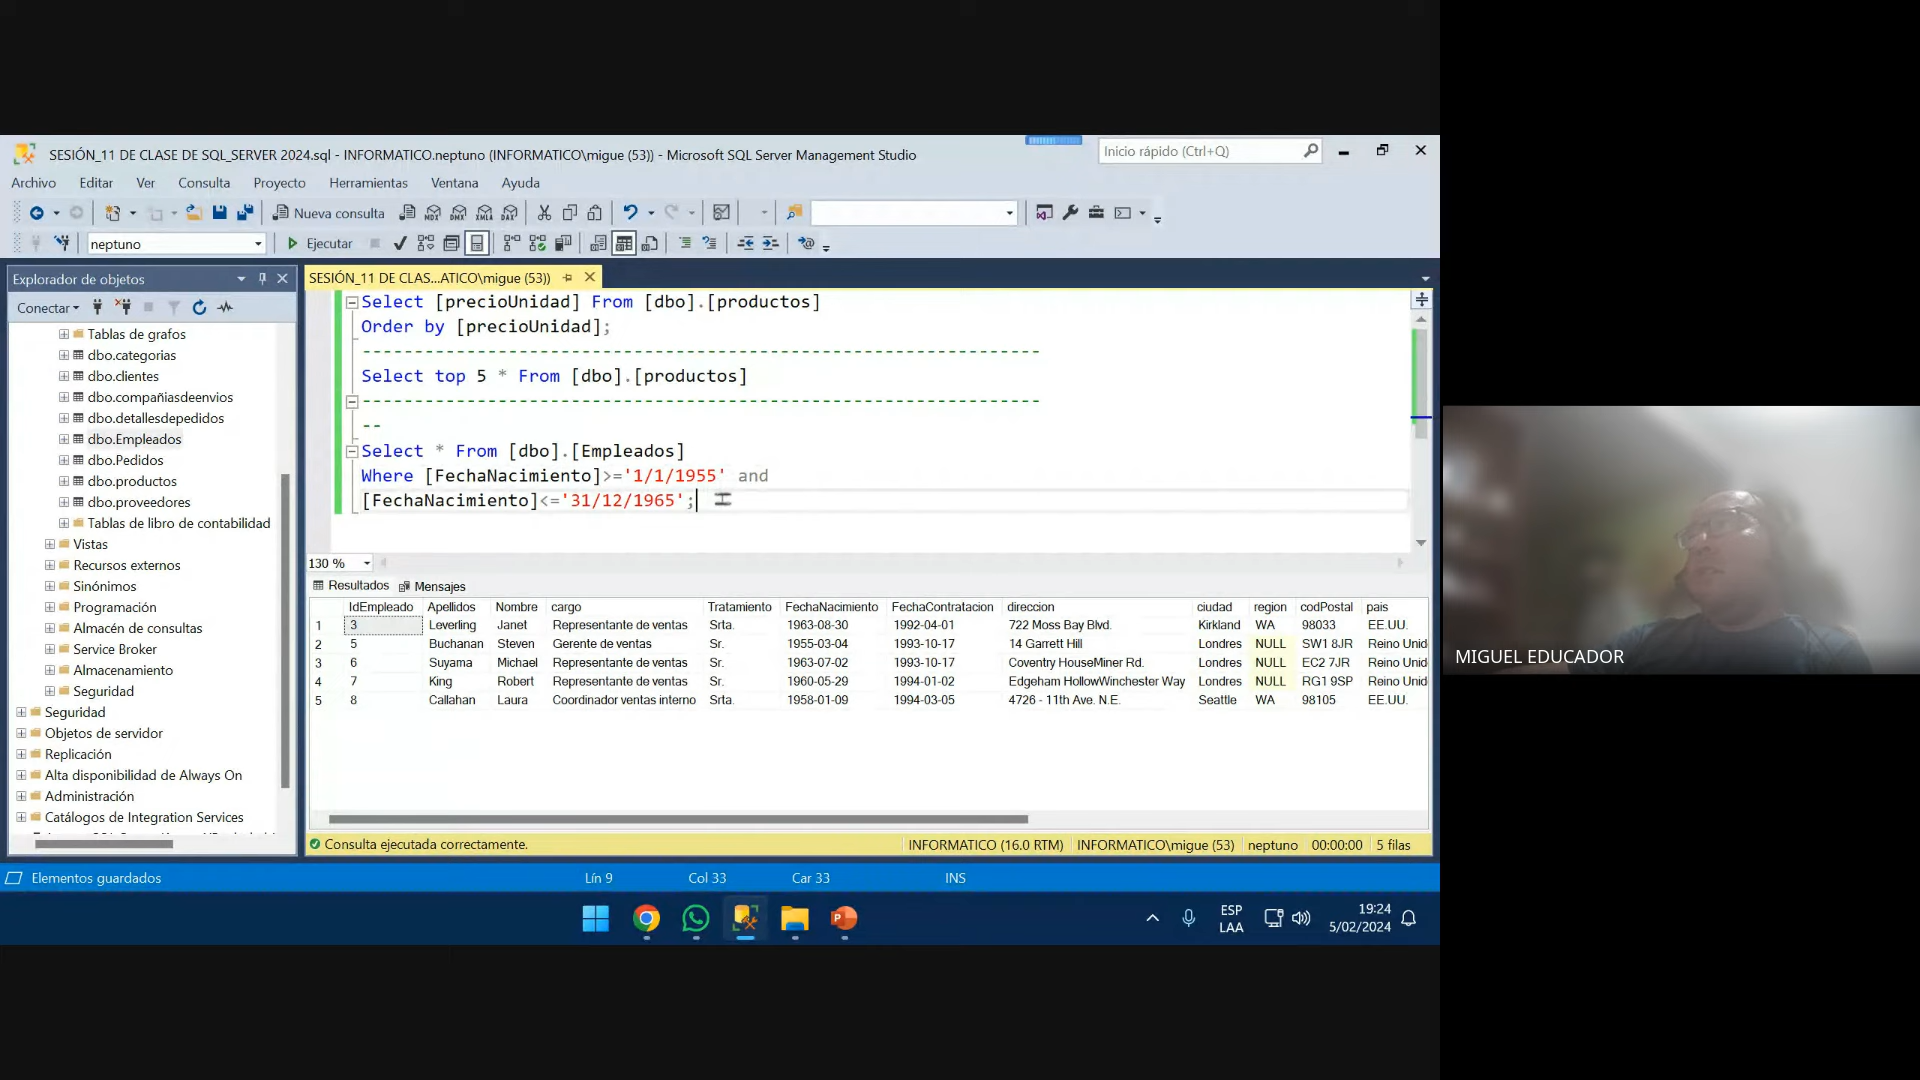 SESIÓN_11 DE CLASE DE SQL_SERVER 2024.sql - INFORMATICO.neptuno (INFORMATICO\migue (53)) - Microsoft SQL Server Management Studio
Inicio rápido (Ctrl+Q)
Archivo Editar Ver Consulta Proyecto Herramientas Ventana Ayuda
Nueva consulta MDX DMX XMLA DAX
neptuno Ejecutar
Explorador de objetos
Conectar
Tablas de grafos
dbo.categorias
dbo.clientes
dbo.compañiasdeenvios
dbo.detallesdepedidos
dbo.Empleados
dbo.Pedidos
dbo.productos
dbo.proveedores
Tablas de libro de contabilidad
Vistas
Recursos externos
Sinónimos
Programación
Almacén de consultas
Service Broker
Almacenamiento
Seguridad
Seguridad
Objetos de servidor
Replicación
Alta disponibilidad de Always On
Administración
Catálogos de Integration Services
SESIÓN_11 DE CLAS...ATICO\migue (53))
Select [precioUnidad] From [dbo].[productos]
Order by [precioUnidad];
-----------------------------------------------------------------
Select top 5 * From [dbo].[productos]
-----------------------------------------------------------------
--
Select * From [dbo].[Empleados]
Where [FechaNacimiento]>='1/1/1955' and
[FechaNacimiento]<='31/12/1965';
130 %
Resultados Mensajes
IdEmpleado Apellidos Nombre cargo Tratamiento FechaNacimiento FechaContratacion direccion ciudad region codPostal pais
1 3 Leverling Janet Representante de ventas Srta. 1963-08-30 1992-04-01 722 Moss Bay Blvd. Kirkland WA 98033 EE.UU.
2 5 Buchanan Steven Gerente de ventas Sr. 1955-03-04 1993-10-17 14 Garrett Hill Londres NULL SW1 8JR Reino Unid
3 6 Suyama Michael Representante de ventas Sr. 1963-07-02 1993-10-17 Coventry HouseMiner Rd. Londres NULL EC2 7JR Reino Unid
4 7 King Robert Representante de ventas Sr. 1960-05-29 1994-01-02 Edgeham HollowWinchester Way Londres NULL RG1 9SP Reino Unid
5 8 Callahan Laura Coordinador ventas interno Srta. 1958-01-09 1994-03-05 4726 - 11th Ave. N.E. Seattle WA 98105 EE.UU.
Consulta ejecutada correctamente. INFORMATICO (16.0 RTM) INFORMATICO\migue (53) neptuno 00:00:00 5 filas
Elementos guardados Lín 9 Col 33 Car 33 INS
ESP
LAA
19:24
5/02/2024
MIGUEL EDUCADOR